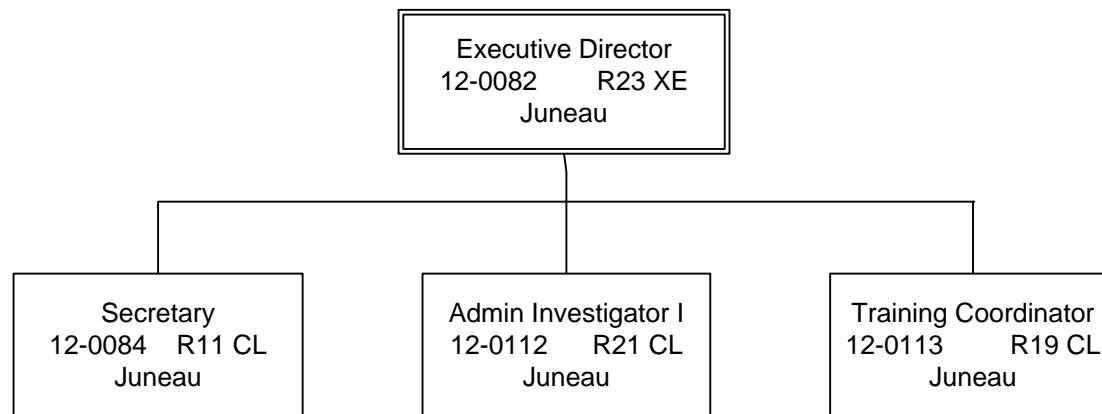 Executive Director
12-0082 R23 XE
Juneau
Secretary
12-0084 R11 CL
Juneau
Admin Investigator I
12-0112 R21 CL
Juneau
Training Coordinator
12-0113 R19 CL
Juneau